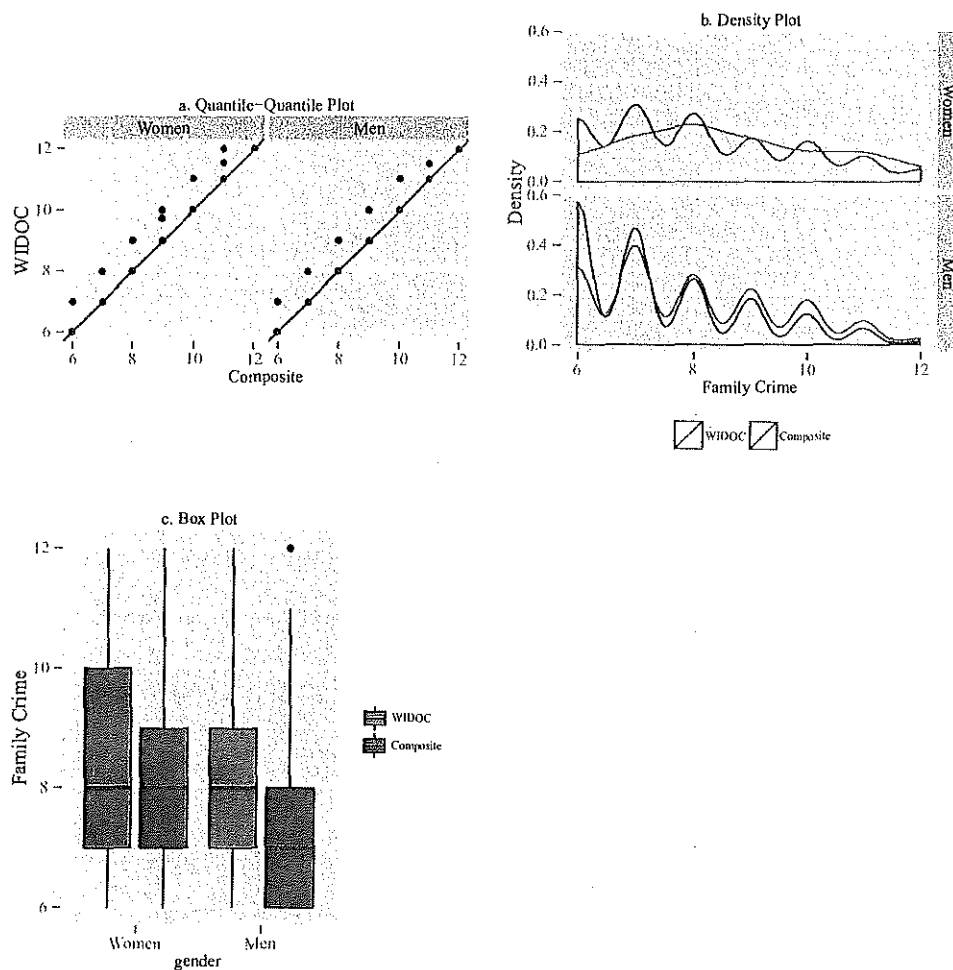 a. Quantile-Quantile Plot
Women
Men
WIDOC
12
10
8
6
6 8 10 12 6 8 10 12
Composite
b. Density Plot
0.6
0.4
0.2
0.0
Women
Density
0.6
0.4
0.2
0.0
Men
6 8 10 12
Family Crime
WIDOC Composite
c. Box Plot
12
10
8
6
Family Crime
Women Men
gender
WIDOC
Composite